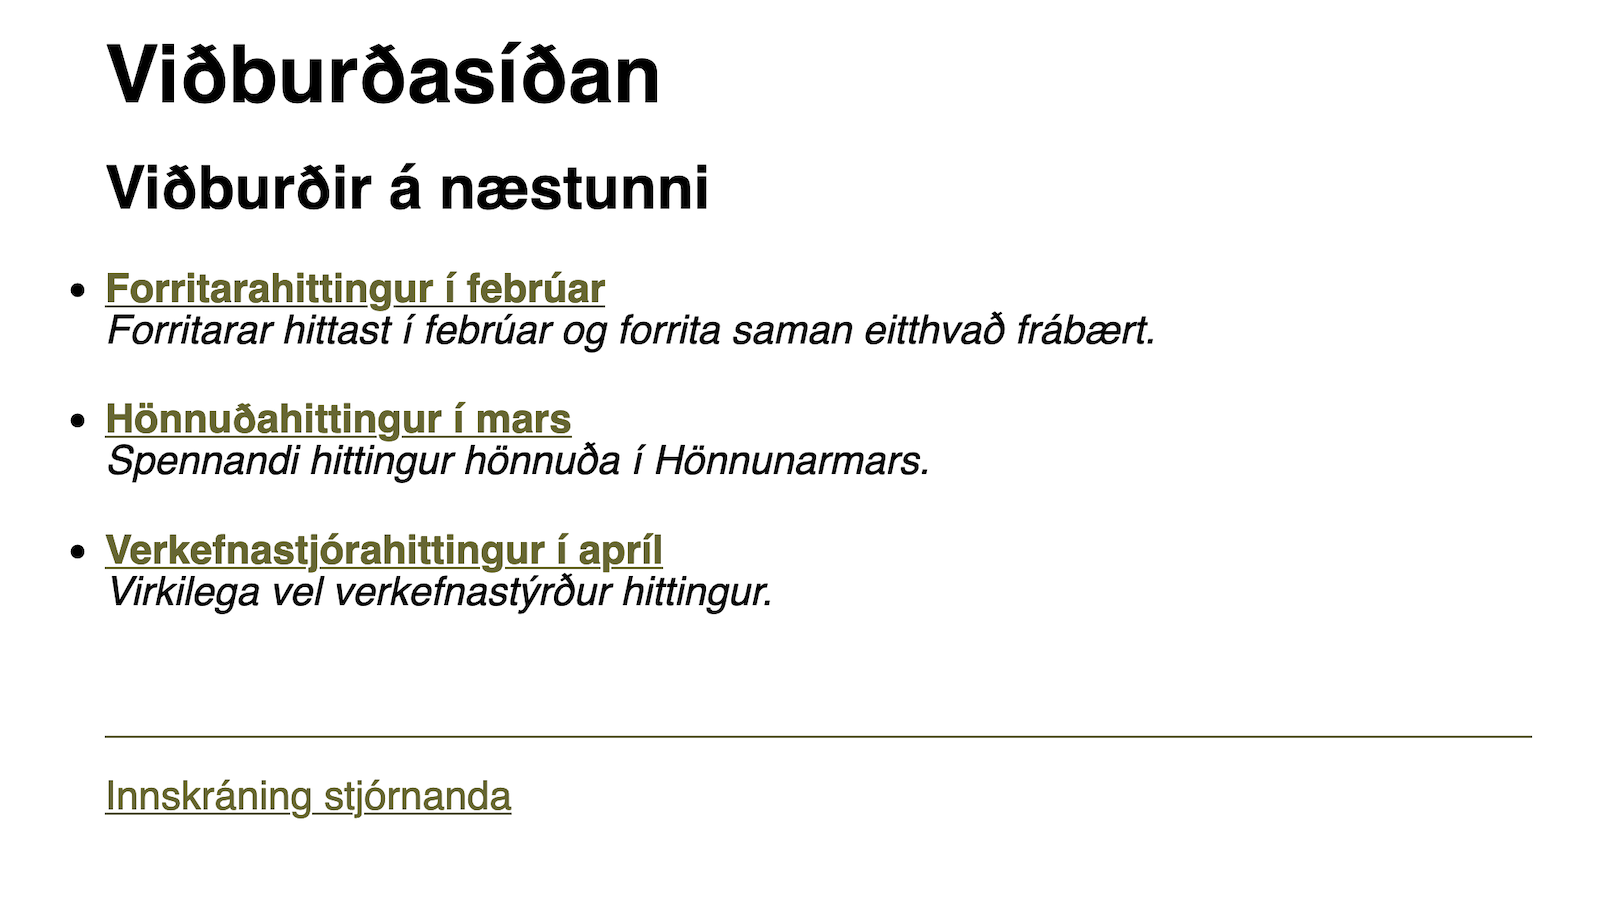 Viðburðasíðan
Viðburðir á næstunni
Forritarahittingur í febrúar
Forritarar hittast í febrúar og forrita saman eitthvað frábært.
Hönnuðahittingur í mars
Spennandi hittingur hönnuða í Hönnunarmars.
Verkefnastjórahittingur í apríl
Virkilega vel verkefnastýrður hittingur.
Innskráning stjórnanda